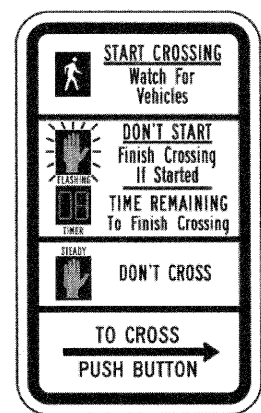 START CROSSING
Watch For
Vehicles
DON'T START
Finish Crossing
If Started
FLASHING
TIME REMAINING
To Finish Crossing
TIMER
STEADY
DON'T CROSS
TO CROSS
PUSH BUTTON